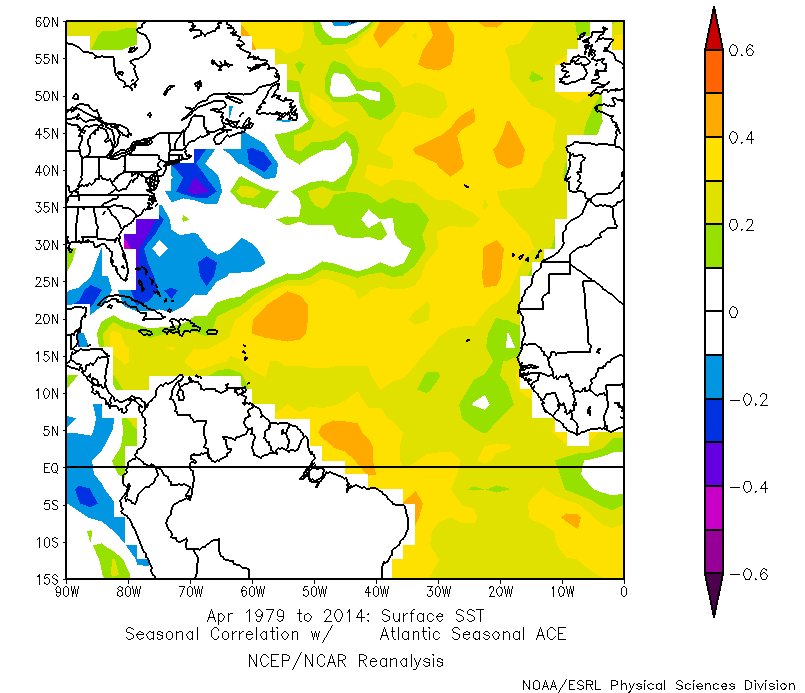 60N
55N
50N
45N
40N
35N
30N
25N
20N
15N
10N
5N
EQ
5S
10S
15S
90W 80W 70W 60W 50W 40W 30W 20W 10W 0
0.6
0.4
0.2
0
-0.2
-0.4
-0.6
Apr 1979 to 2014: Surface SST
Seasonal Correlation w/ Atlantic Seasonal ACE
NCEP/NCAR Reanalysis
NOAA/ESRL Physical Sciences Division